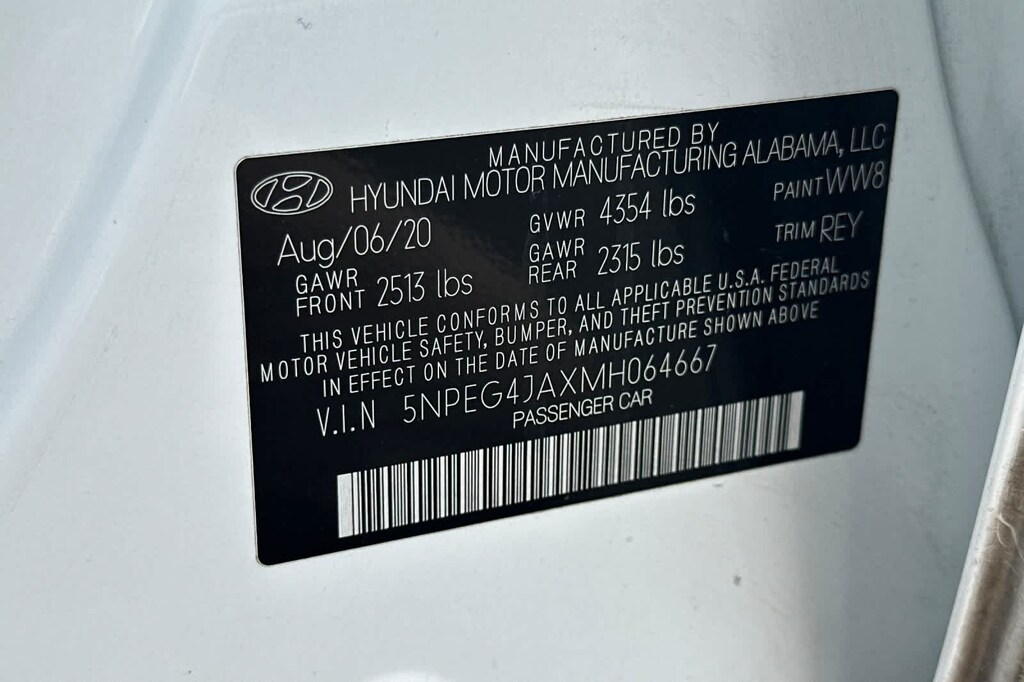 MANUFACTURED BY
HYUNDAI MOTOR MANUFACTURING ALABAMA, LLC
Aug/06/20 GVWR 4354 lbs PAINT WW8
GAWR FRONT 2513 lbs GAWR REAR 2315 lbs TRIM REY
THIS VEHICLE CONFORMS TO ALL APPLICABLE U.S.A. FEDERAL
MOTOR VEHICLE SAFETY, BUMPER, AND THEFT PREVENTION STANDARDS
IN EFFECT ON THE DATE OF MANUFACTURE SHOWN ABOVE
V.I.N 5NPEG4JAXMH064667
PASSENGER CAR